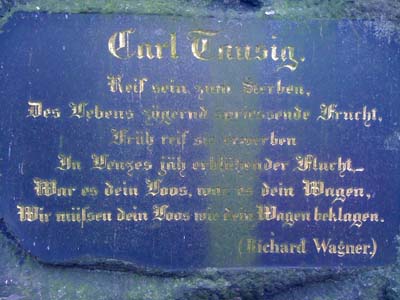 Carl Tausig.
Reif sein zum Sterben,
Des Lebens zögernd spriessende Frucht,
Früh reif sie erwerben
In Lenzes jäh erblühender Flucht_
War es dein Loos, war es dein Wagen,
Wir müssen dein Loos wie dein Wagen beklagen.
(Richard Wagner.)